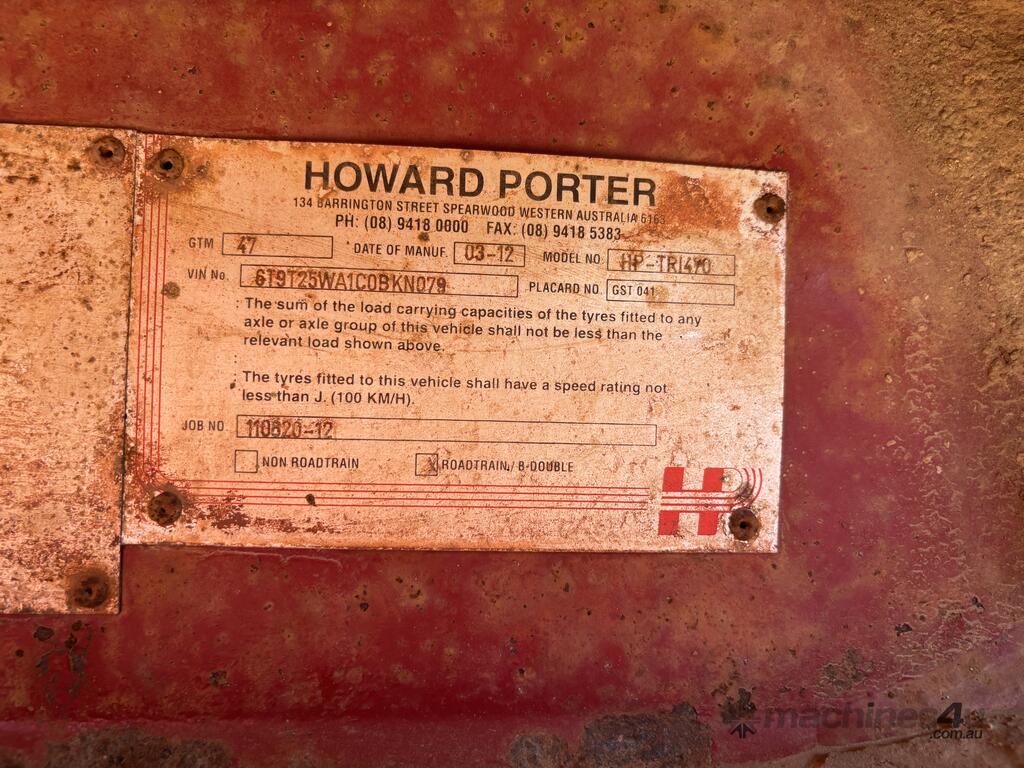 HOWARD PORTER
134 BARRINGTON STREET SPEARWOOD WESTERN AUSTRALIA 6163
PH: (08) 9418 0000 FAX: (08) 9418 5383
GTM 47 DATE OF MANUF. 03-12 MODEL NO. HP-TRI470
VIN No. 6T9T25WA1C0BKN079 PLACARD NO. GST 041
: The sum of the load carrying capacities of the tyres fitted to any
axle or axle group of this vehicle shall not be less than the
relevant load shown above.
: The tyres fitted to this vehicle shall have a speed rating not
less than J. (100 KM/H).
JOB NO. 110820-12
NON ROADTRAIN X ROADTRAIN/B-DOUBLE
HP
machines4u
.com.au